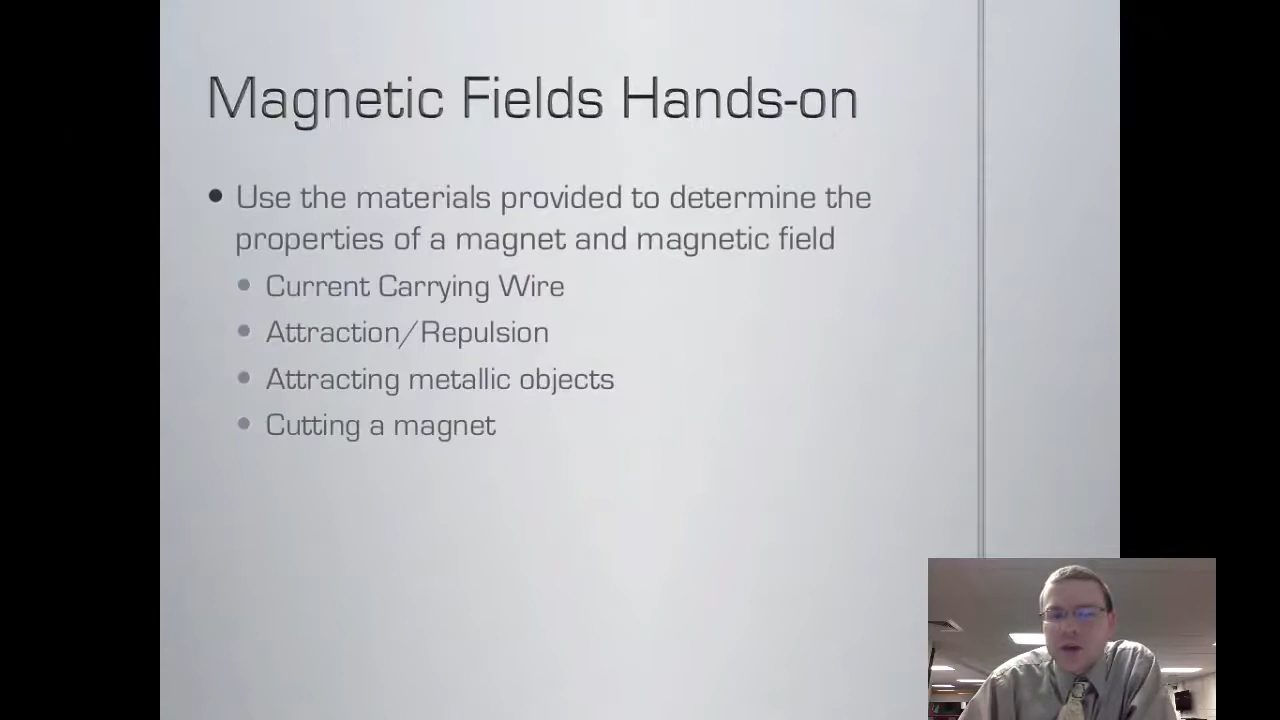 Magnetic Fields Hands-on
• Use the materials provided to determine the
properties of a magnet and magnetic field
• Current Carrying Wire
• Attraction/Repulsion
• Attracting metallic objects
• Cutting a magnet